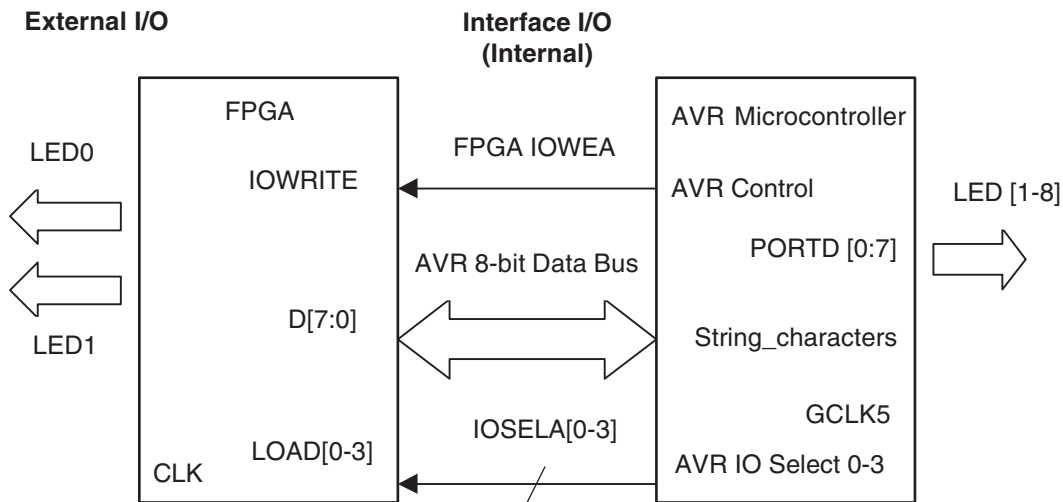 External I/O
Interface I/O
(Internal)
FPGA
AVR Microcontroller
LED0
FPGA IOWEA
IOWRITE
AVR Control
LED [1-8]
PORTD [0:7]
AVR 8-bit Data Bus
D[7:0]
LED1
String_characters
GCLK5
IOSELA[0-3]
LOAD[0-3]
AVR IO Select 0-3
CLK